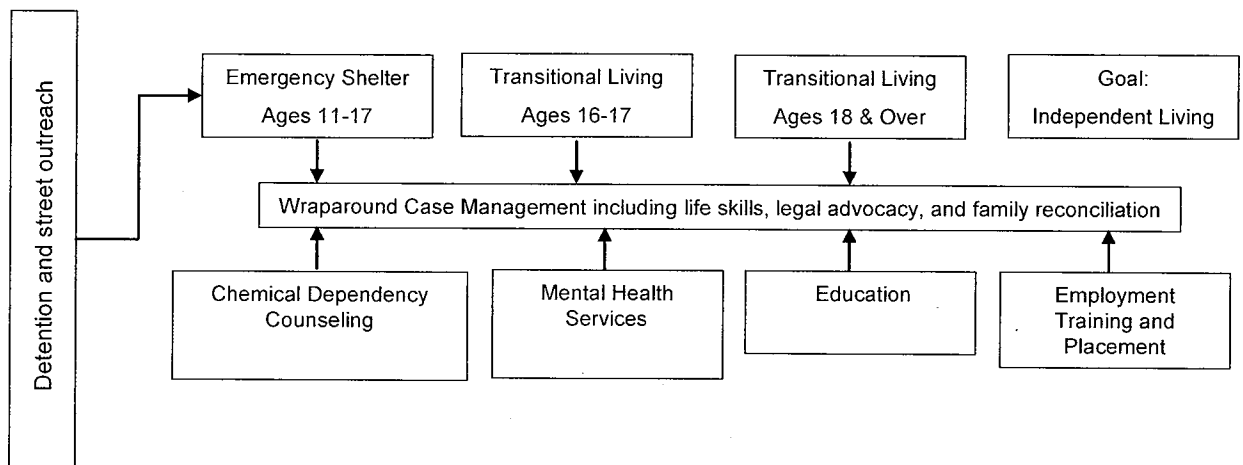 Detention and street outreach
Emergency Shelter
Ages 11-17
Transitional Living
Ages 16-17
Transitional Living
Ages 18 & Over
Goal:
Independent Living
Wraparound Case Management including life skills, legal advocacy, and family reconciliation
Chemical Dependency
Counseling
Mental Health
Services
Education
Employment
Training and
Placement